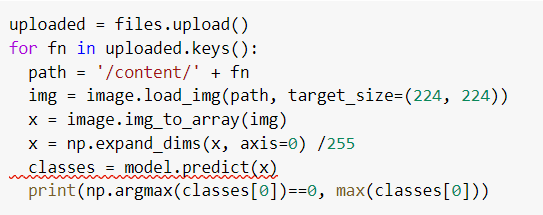 uploaded = files.upload()
for fn in uploaded.keys():
  path = '/content/' + fn
  img = image.load_img(path, target_size=(224, 224))
  x = image.img_to_array(img)
  x = np.expand_dims(x, axis=0) /255
  classes = model.predict(x)
  print(np.argmax(classes[0])==0, max(classes[0]))